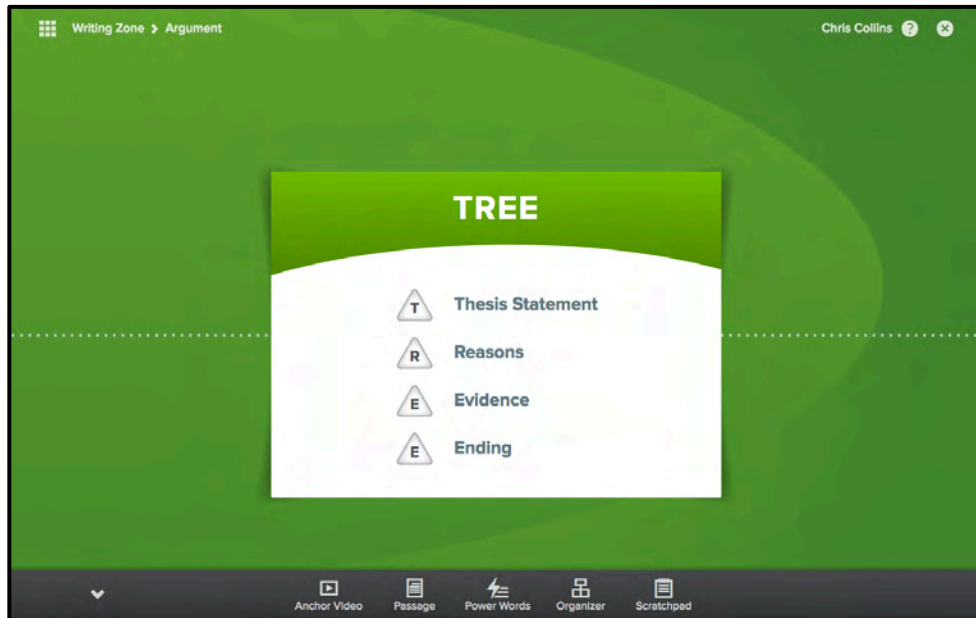 Writing Zone > Argument
Chris Collins ?
TREE
T Thesis Statement
R Reasons
E Evidence
E Ending
Anchor Video Passage Power Words Organizer Scratchpad